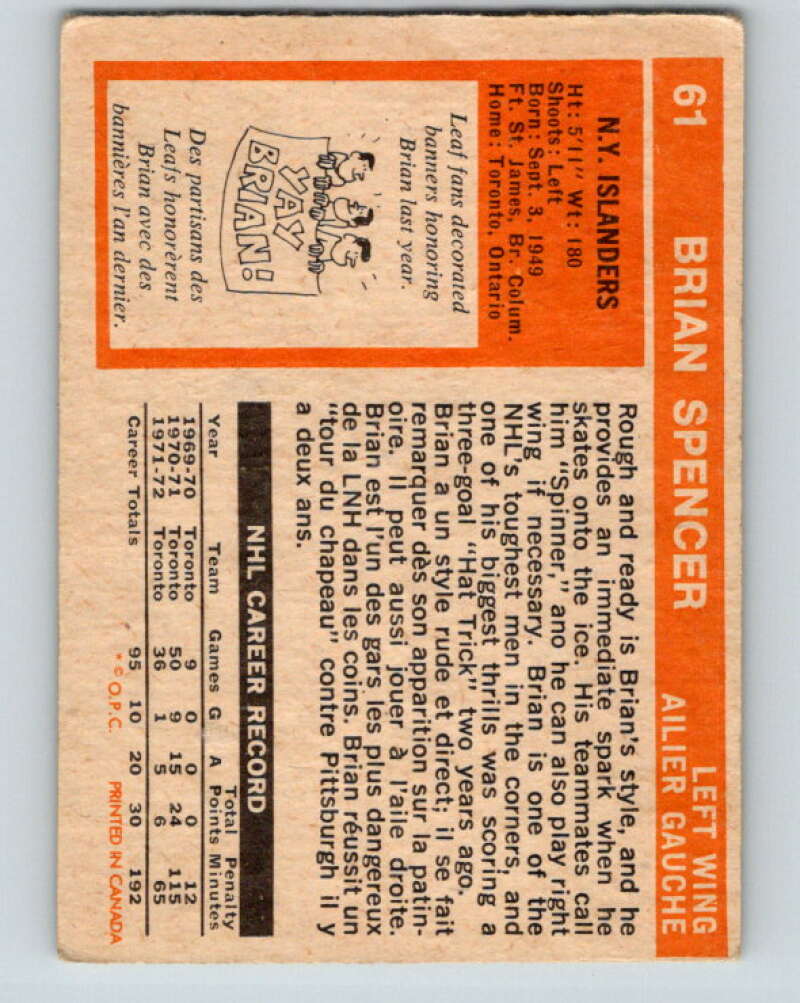 61 BRIAN SPENCER LEFT WING
AILIER GAUCHE
N.Y. ISLANDERS
Ht: 5'11" Wt: 180
Shoots: Left
Born: Sept. 3, 1949
Ft. St. James, Br. Colum.
Home: Toronto, Ontario
Leaf fans decorated
banners honoring
Brian last year.
YAY
BRIAN!
Des partisans des
Leafs honorèrent
Brian avec des
bannières l'an dernier.
Rough and ready is Brian's style, and he
provides an immediate spark when he
skates onto the ice. His teammates call
him "Spinner," ano he can also play right
wing if necessary. Brian is one of the
NHL's toughest men in the corners, and
one of his biggest thrills was scoring a
three-goal "Hat Trick" two years ago.
Brian a un style rude et direct; il se fait
remarquer dès son apparition sur la patin-
oire. Il peut aussi jouer à l'aile droite.
Brian est l'un des gars les plus dangereux
de la LNH dans les coins. Brian réussit un
"tour du chapeau" contre Pittsburgh il y
a deux ans.
NHL CAREER RECORD
Total Penalty
Year Team Games G A Points Minutes
1969-70 Toronto 9 0 0 0 12
1970-71 Toronto 50 9 15 24 115
1971-72 Toronto 36 1 5 6 65
Career Totals 95 10 20 30 192
* © O.P.C. PRINTED IN CANADA